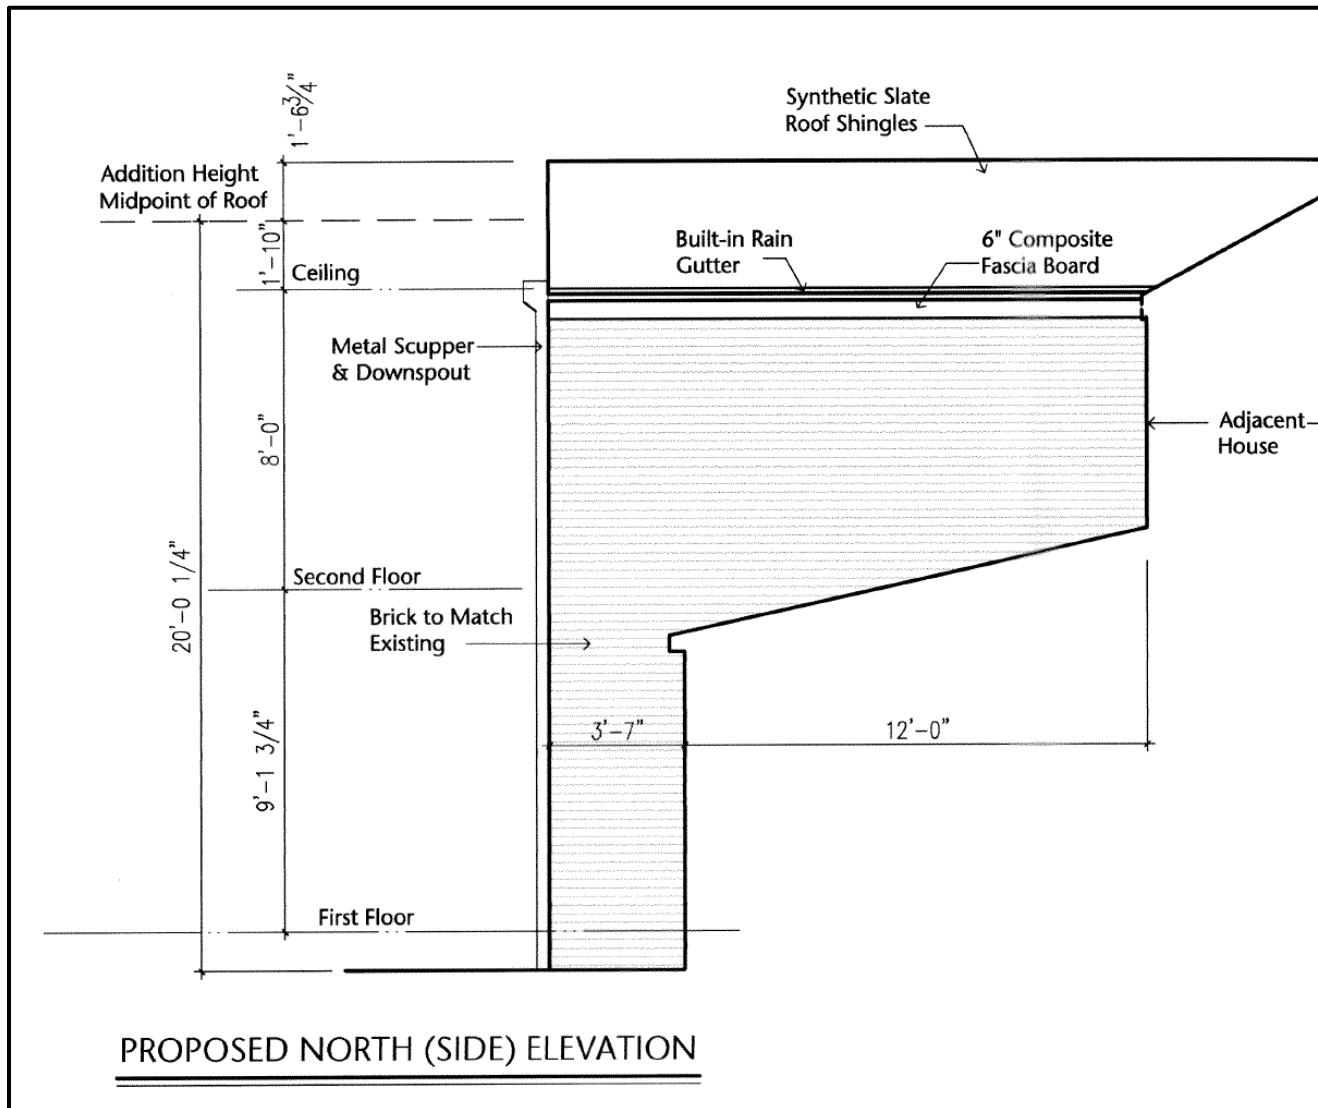 1'-6¾"
Synthetic Slate
Roof Shingles
Addition Height
Midpoint of Roof
1'-10"
Ceiling
Built-in Rain
Gutter
6" Composite
Fascia Board
Metal Scupper
& Downspout
8'-0"
Adjacent
House
20'-0 1/4"
Second Floor
Brick to Match
Existing
9'-1 3/4"
3'-7"
12'-0"
First Floor
PROPOSED NORTH (SIDE) ELEVATION